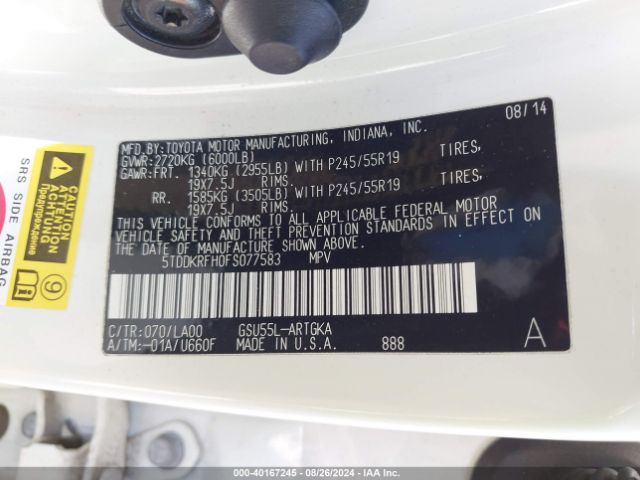 08/14
MFD.BY:TOYOTA MOTOR MANUFACTURING, INDIANA, INC.
GVWR:2720KG (6000LB)
GAWR:FRT. 1340KG (2955LB) WITH P245/55R19 TIRES,
19X7.5J RIMS.
RR. 1585KG (3505LB) WITH P245/55R19 TIRES,
19X7.5J RIMS.
THIS VEHICLE CONFORMS TO ALL APPLICABLE FEDERAL MOTOR
VEHICLE SAFETY AND THEFT PREVENTION STANDARDS IN EFFECT ON
THE DATE OF MANUFACTURE SHOWN ABOVE.
5TDDKRFH0FS077583 MPV
C/TR:070/LA00 GSU55L-ARTGKA
A/TM:-01A/U660F MADE IN U.S.A. 888
A
SRS SIDE AIRBAG
CAUTION
ACHTUNG
ATTENTION
Предупреждение
9
000-40167245 - 08/26/2024 - IAA Inc.